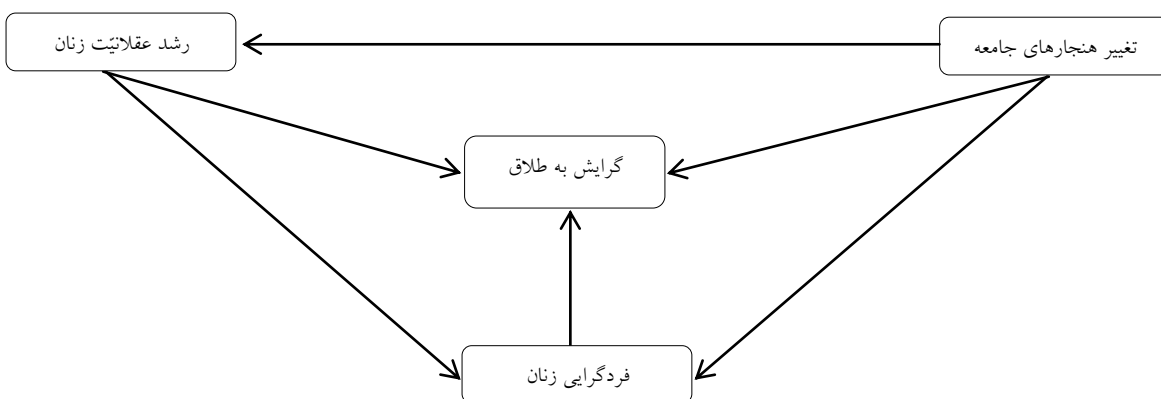 تغییر هنجارهای جامعه
رشد عقلانیّت زنان
گرایش به طلاق
فردگرایی زنان